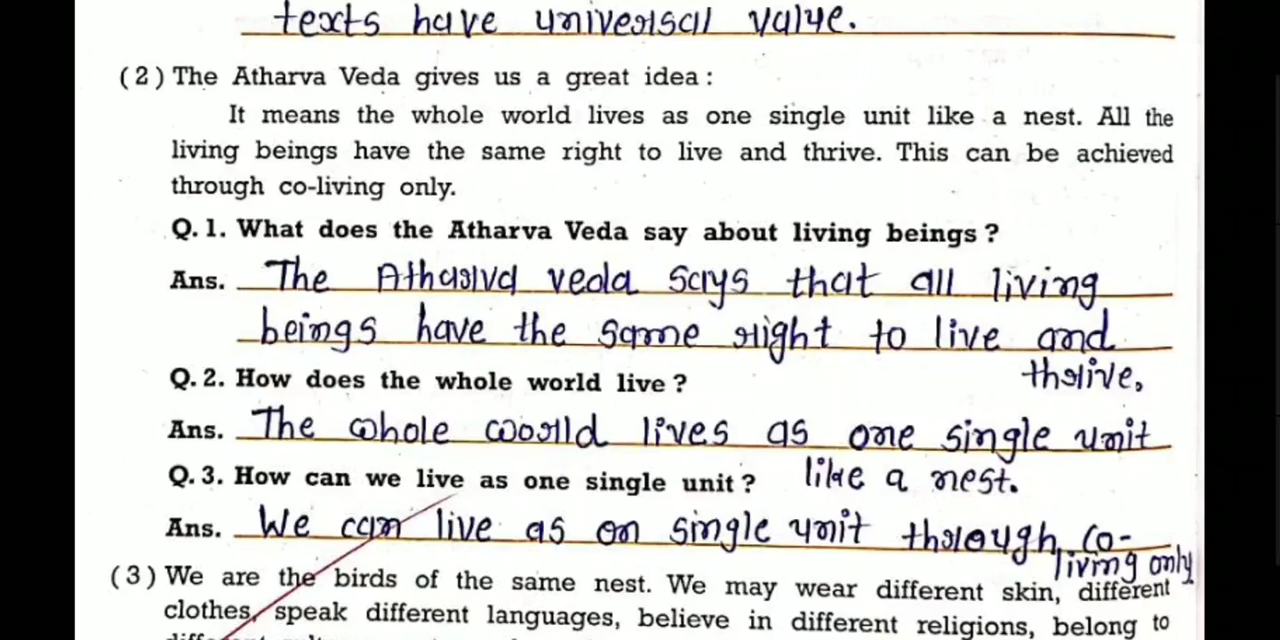 texts have universal value.
(2) The Atharva Veda gives us a great idea :
It means the whole world lives as one single unit like a nest. All the
living beings have the same right to live and thrive. This can be achieved
through co-living only.
Q. 1. What does the Atharva Veda say about living beings ?
Ans. The Atharva veda says that all living
beings have the same right to live and
thrive.
Q. 2. How does the whole world live ?
Ans. The whole world lives as one single unit
like a nest.
Q. 3. How can we live as one single unit ?
Ans. We can live as on single unit through co-
living only
(3) We are the birds of the same nest. We may wear different skin, different
clothes, speak different languages, believe in different religions, belong to